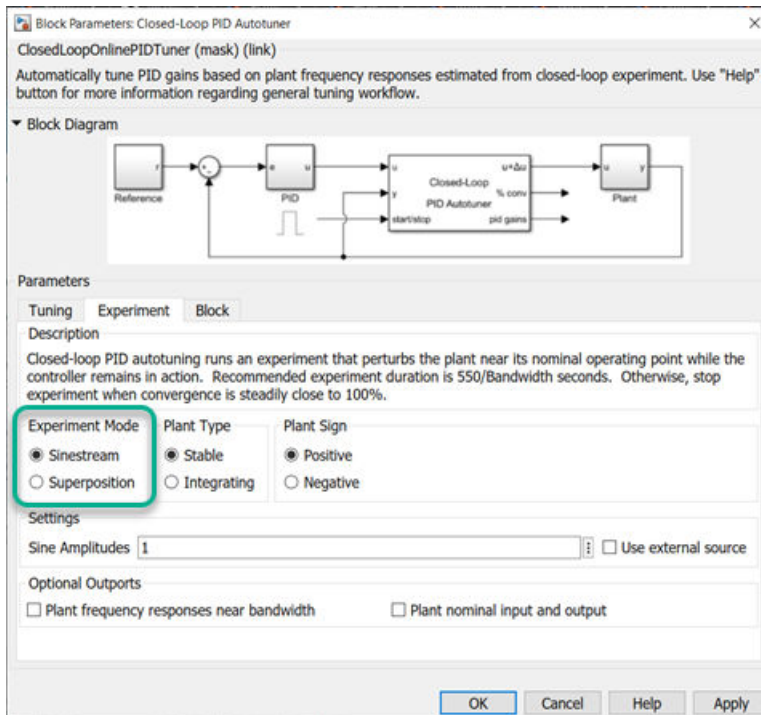 Block Parameters: Closed-Loop PID Autotuner
ClosedLoopOnlinePIDTuner (mask) (link)
Automatically tune PID gains based on plant frequency responses estimated from closed-loop experiment. Use "Help"
button for more information regarding general tuning workflow.
Block Diagram
r
Reference
e u
PID
u
y
start/stop
Closed-Loop
PID Autotuner
u+Δu
% conv
pid gains
u y
Plant
Parameters
Tuning Experiment Block
Description
Closed-loop PID autotuning runs an experiment that perturbs the plant near its nominal operating point while the
controller remains in action. Recommended experiment duration is 550/Bandwidth seconds. Otherwise, stop
experiment when convergence is steadily close to 100%.
Experiment Mode Plant Type Plant Sign
Sinestream Stable Positive
Superposition Integrating Negative
Settings
Sine Amplitudes 1 Use external source
Optional Outports
Plant frequency responses near bandwidth Plant nominal input and output
OK Cancel Help Apply